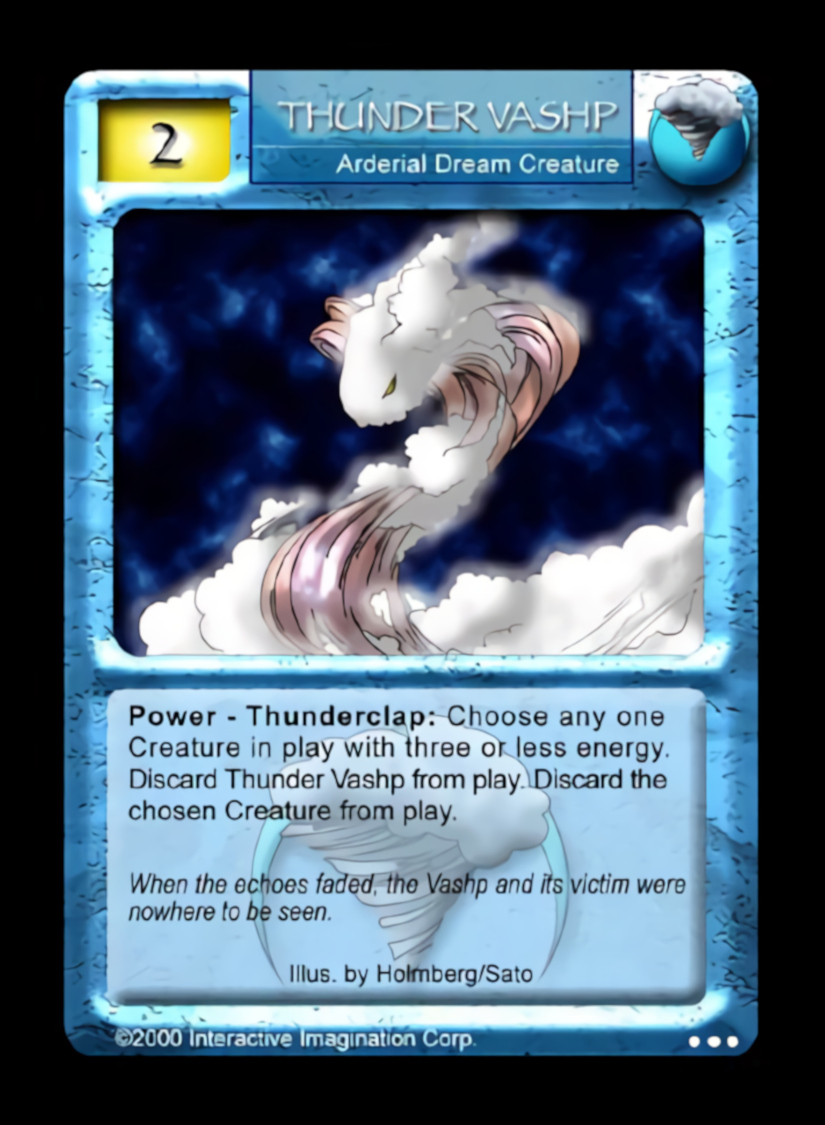 2
THUNDER VASHP
Arderial Dream Creature
Power - Thunderclap: Choose any one
Creature in play with three or less energy.
Discard Thunder Vashp from play. Discard the
chosen Creature from play.
When the echoes faded, the Vashp and its victim were
nowhere to be seen.
Illus. by Holmberg/Sato
©2000 Interactive Imagination Corp.